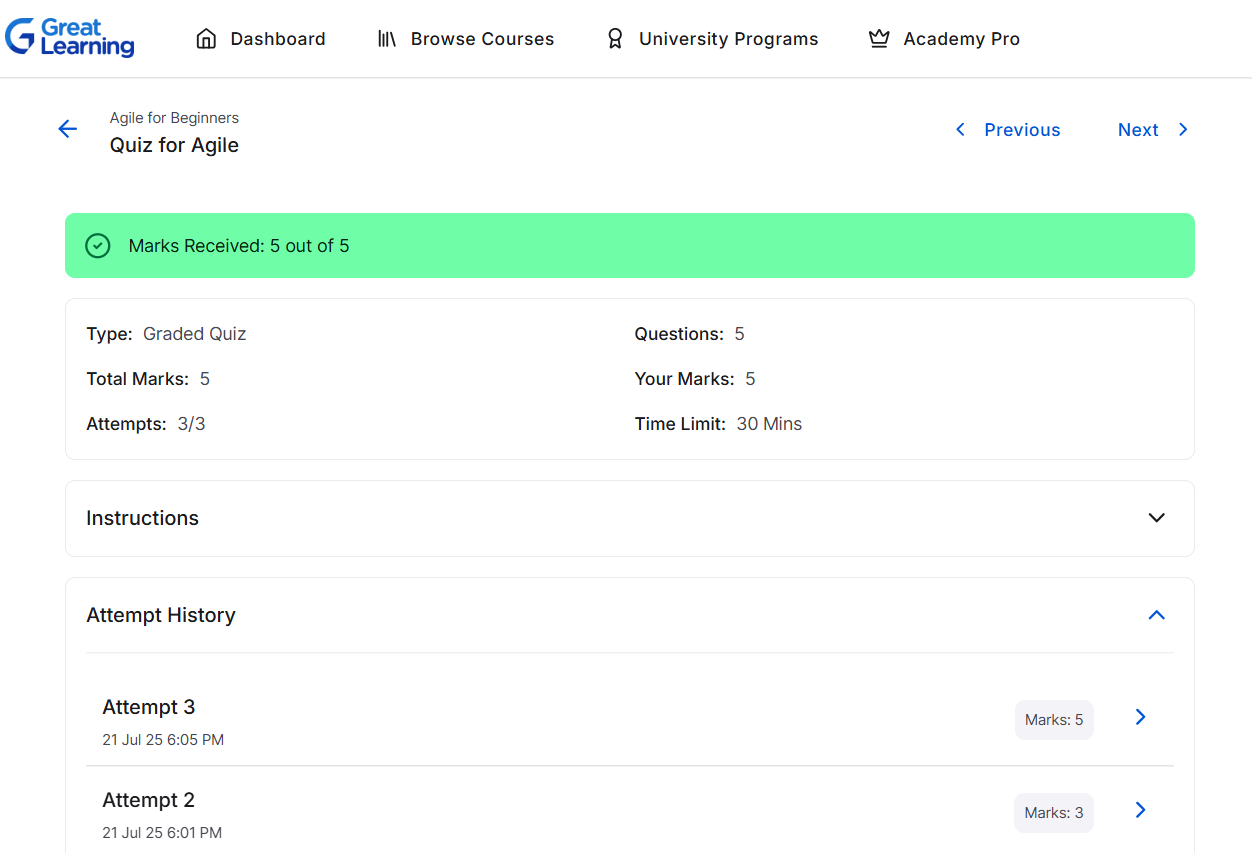 Great Learning
Dashboard
Browse Courses
University Programs
Academy Pro
Agile for Beginners
Quiz for Agile
Previous
Next
Marks Received: 5 out of 5
Type: Graded Quiz
Questions: 5
Total Marks: 5
Your Marks: 5
Attempts: 3/3
Time Limit: 30 Mins
Instructions
Attempt History
Attempt 3
21 Jul 25 6:05 PM
Marks: 5
Attempt 2
21 Jul 25 6:01 PM
Marks: 3